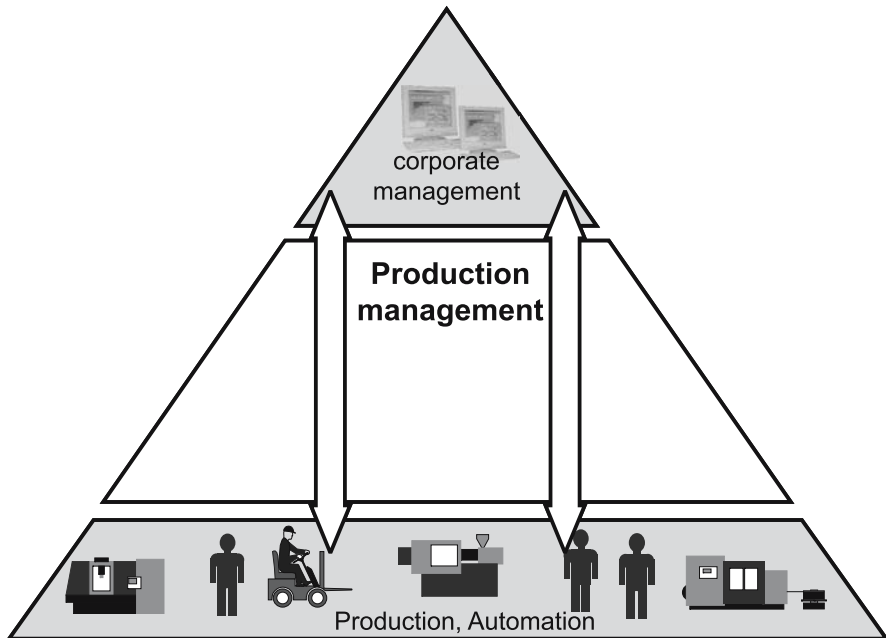 corporate
management
Production
management
Production, Automation